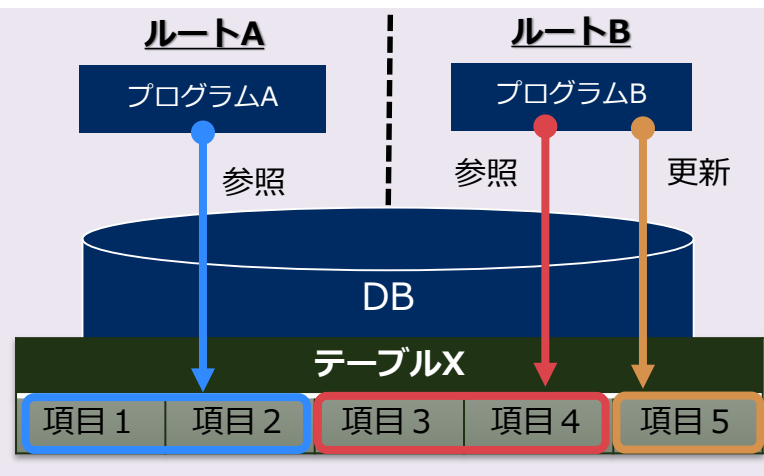 ルートA
ルートB
プログラムA
プログラムB
参照
参照
更新
DB
テーブルX
項目１
項目２
項目３
項目４
項目５